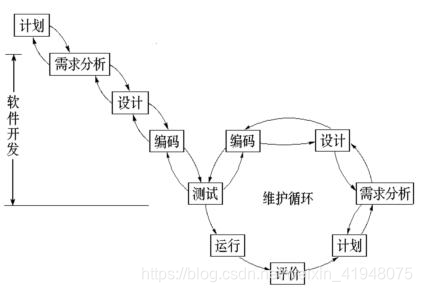 计划
需求分析
设计
编码
测试
软件开发
编码
设计
需求分析
维护循环
运行
评价
计划
https://blog.csdn.net/weixin_41948075